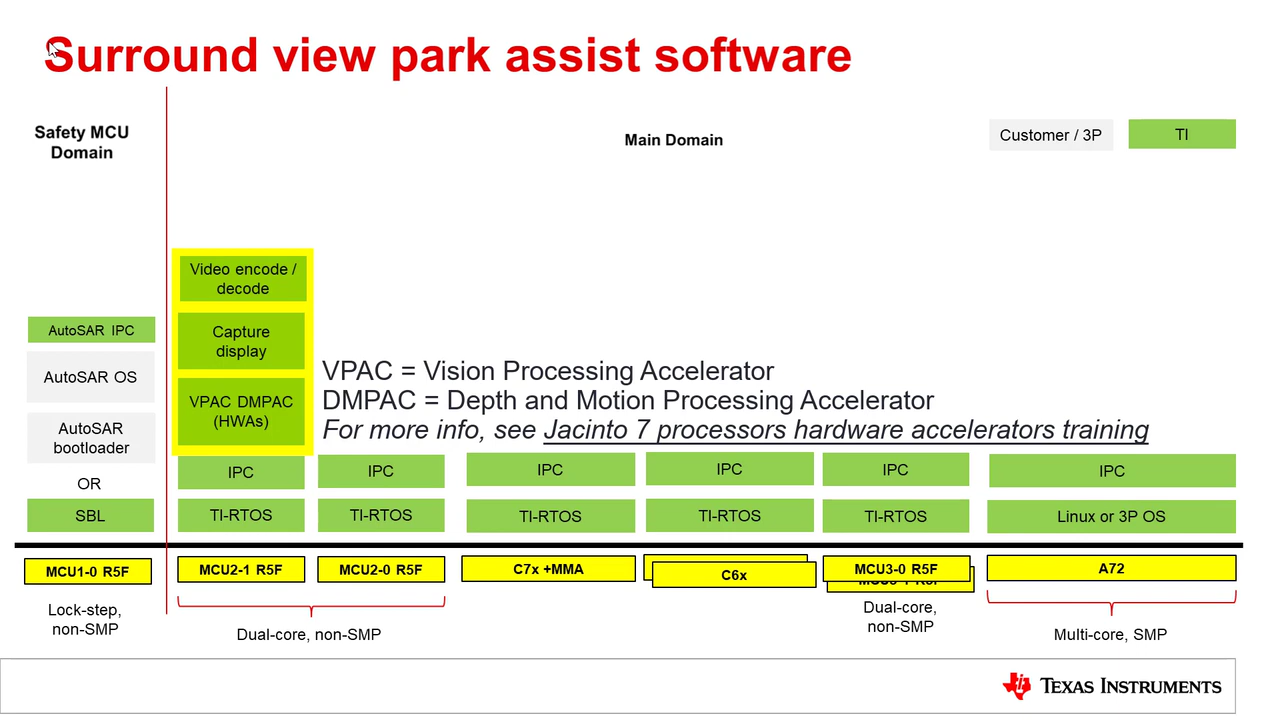 Surround view park assist software
Safety MCU
Domain
Main Domain
Customer / 3P
TI
Video encode /
decode
Capture
display
VPAC DMPAC
(HWAs)
AutoSAR IPC
AutoSAR OS
AutoSAR
bootloader
OR
SBL
VPAC = Vision Processing Accelerator
DMPAC = Depth and Motion Processing Accelerator
For more info, see Jacinto 7 processors hardware accelerators training
IPC
IPC
IPC
IPC
IPC
IPC
TI-RTOS
TI-RTOS
TI-RTOS
TI-RTOS
TI-RTOS
Linux or 3P OS
MCU1-0 R5F
MCU2-1 R5F
MCU2-0 R5F
C7x +MMA
C6x
MCU3-0 R5F
A72
Lock-step,
non-SMP
Dual-core, non-SMP
Dual-core,
non-SMP
Multi-core, SMP
TEXAS INSTRUMENTS